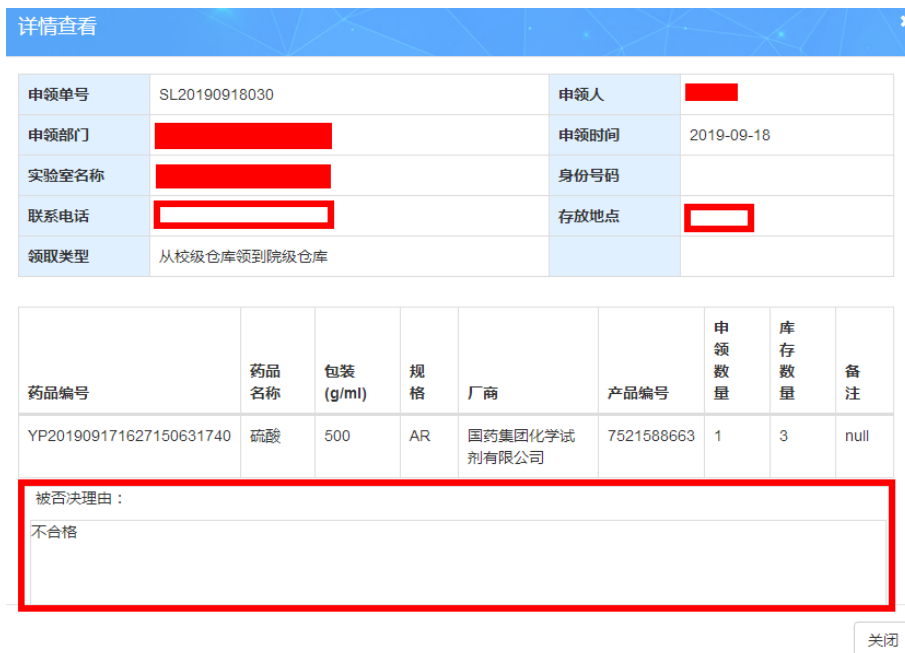 详情查看
申领单号 SL20190918030 申领人
申领部门 申领时间 2019-09-18
实验室名称 身份号码
联系电话 存放地点
领取类型 从校级仓库领到院级仓库
药品编号 药品名称 包装(g/ml) 规格 厂商 产品编号 申领数量 库存数量 备注
YP201909171627150631740 硫酸 500 AR 国药集团化学试剂有限公司 7521588663 1 3 null
被否决理由：
不合格
关闭